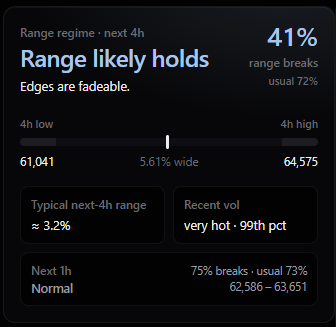 Range regime · next 4h
41%
Range likely holds
range breaks
usual 72%
Edges are fadeable.
4h low
4h high
61,041
5.61% wide
64,575
Typical next-4h range
≈ 3.2%
Recent vol
very hot · 99th pct
Next 1h
75% breaks · usual 73%
Normal
62,586 – 63,651